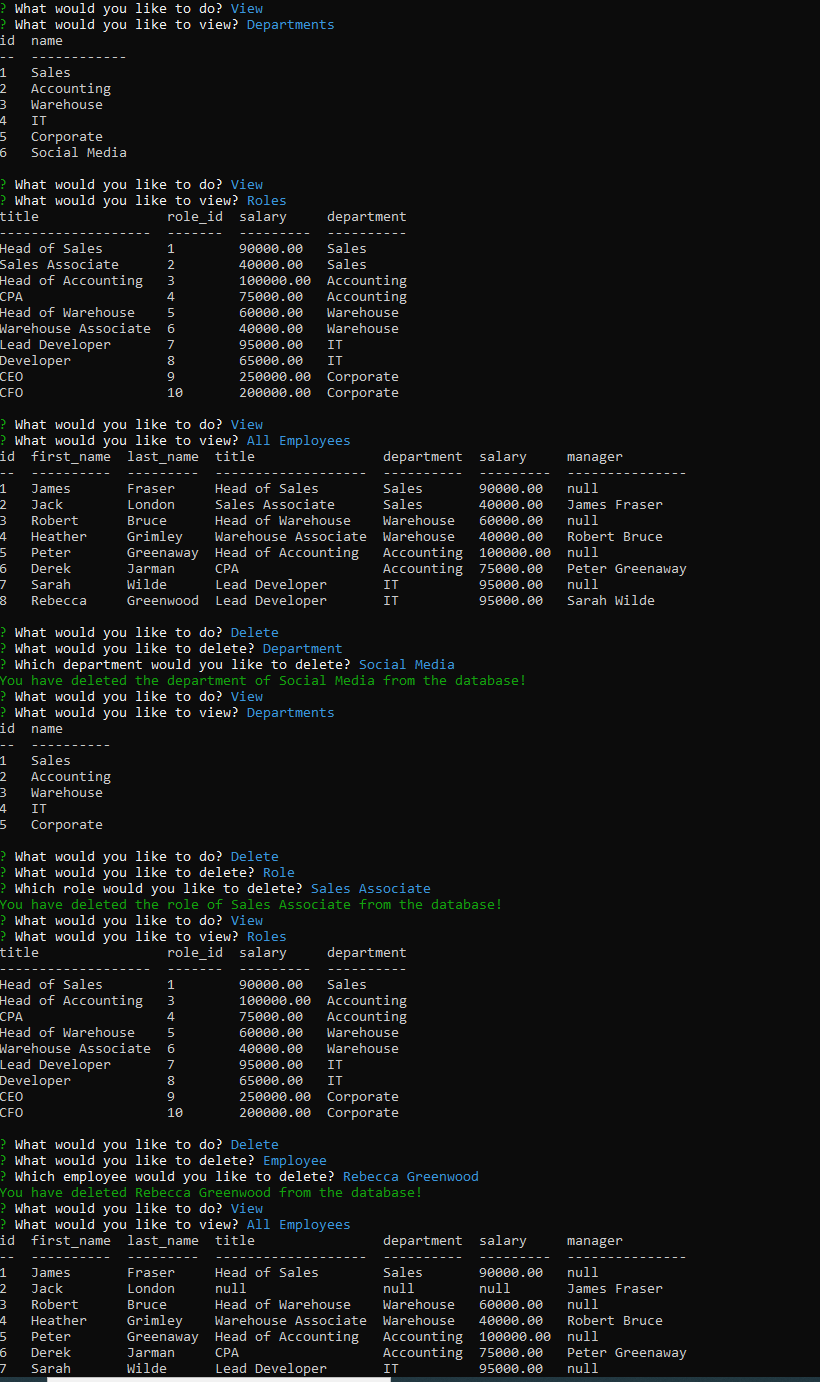 ? What would you like to do? View
? What would you like to view? Departments
id  name
--  ------------
1   Sales
2   Accounting
3   Warehouse
4   IT
5   Corporate
6   Social Media

? What would you like to do? View
? What would you like to view? Roles
title                role_id  salary     department
-------------------  -------  ---------  ----------
Head of Sales        1        90000.00   Sales
Sales Associate      2        40000.00   Sales
Head of Accounting   3        100000.00  Accounting
CPA                  4        75000.00   Accounting
Head of Warehouse    5        60000.00   Warehouse
Warehouse Associate  6        40000.00   Warehouse
Lead Developer       7        95000.00   IT
Developer            8        65000.00   IT
CEO                  9        250000.00  Corporate
CFO                  10       200000.00  Corporate

? What would you like to do? View
? What would you like to view? All Employees
id  first_name  last_name  title                department  salary     manager
--  ----------  ---------  -------------------  ----------  ---------  ---------------
1   James       Fraser     Head of Sales        Sales       90000.00   null
2   Jack        London     Sales Associate      Sales       40000.00   James Fraser
3   Robert      Bruce      Head of Warehouse    Warehouse   60000.00   null
4   Heather     Grimley    Warehouse Associate  Warehouse   40000.00   Robert Bruce
5   Peter       Greenaway  Head of Accounting   Accounting  100000.00  null
6   Derek       Jarman     CPA                  Accounting  75000.00   Peter Greenaway
7   Sarah       Wilde      Lead Developer       IT          95000.00   null
8   Rebecca     Greenwood  Lead Developer       IT          95000.00   Sarah Wilde

? What would you like to do? Delete
? What would you like to delete? Department
? Which department would you like to delete? Social Media
You have deleted the department of Social Media from the database!
? What would you like to do? View
? What would you like to view? Departments
id  name
--  ----------
1   Sales
2   Accounting
3   Warehouse
4   IT
5   Corporate

? What would you like to do? Delete
? What would you like to delete? Role
? Which role would you like to delete? Sales Associate
You have deleted the role of Sales Associate from the database!
? What would you like to do? View
? What would you like to view? Roles
title                role_id  salary     department
-------------------  -------  ---------  ----------
Head of Sales        1        90000.00   Sales
Head of Accounting   3        100000.00  Accounting
CPA                  4        75000.00   Accounting
Head of Warehouse    5        60000.00   Warehouse
Warehouse Associate  6        40000.00   Warehouse
Lead Developer       7        95000.00   IT
Developer            8        65000.00   IT
CEO                  9        250000.00  Corporate
CFO                  10       200000.00  Corporate

? What would you like to do? Delete
? What would you like to delete? Employee
? Which employee would you like to delete? Rebecca Greenwood
You have deleted Rebecca Greenwood from the database!
? What would you like to do? View
? What would you like to view? All Employees
id  first_name  last_name  title                department  salary     manager
--  ----------  ---------  -------------------  ----------  ---------  ---------------
1   James       Fraser     Head of Sales        Sales       90000.00   null
2   Jack        London     null                 null        null       James Fraser
3   Robert      Bruce      Head of Warehouse    Warehouse   60000.00   null
4   Heather     Grimley    Warehouse Associate  Warehouse   40000.00   Robert Bruce
5   Peter       Greenaway  Head of Accounting   Accounting  100000.00  null
6   Derek       Jarman     CPA                  Accounting  75000.00   Peter Greenaway
7   Sarah       Wilde      Lead Developer       IT          95000.00   null